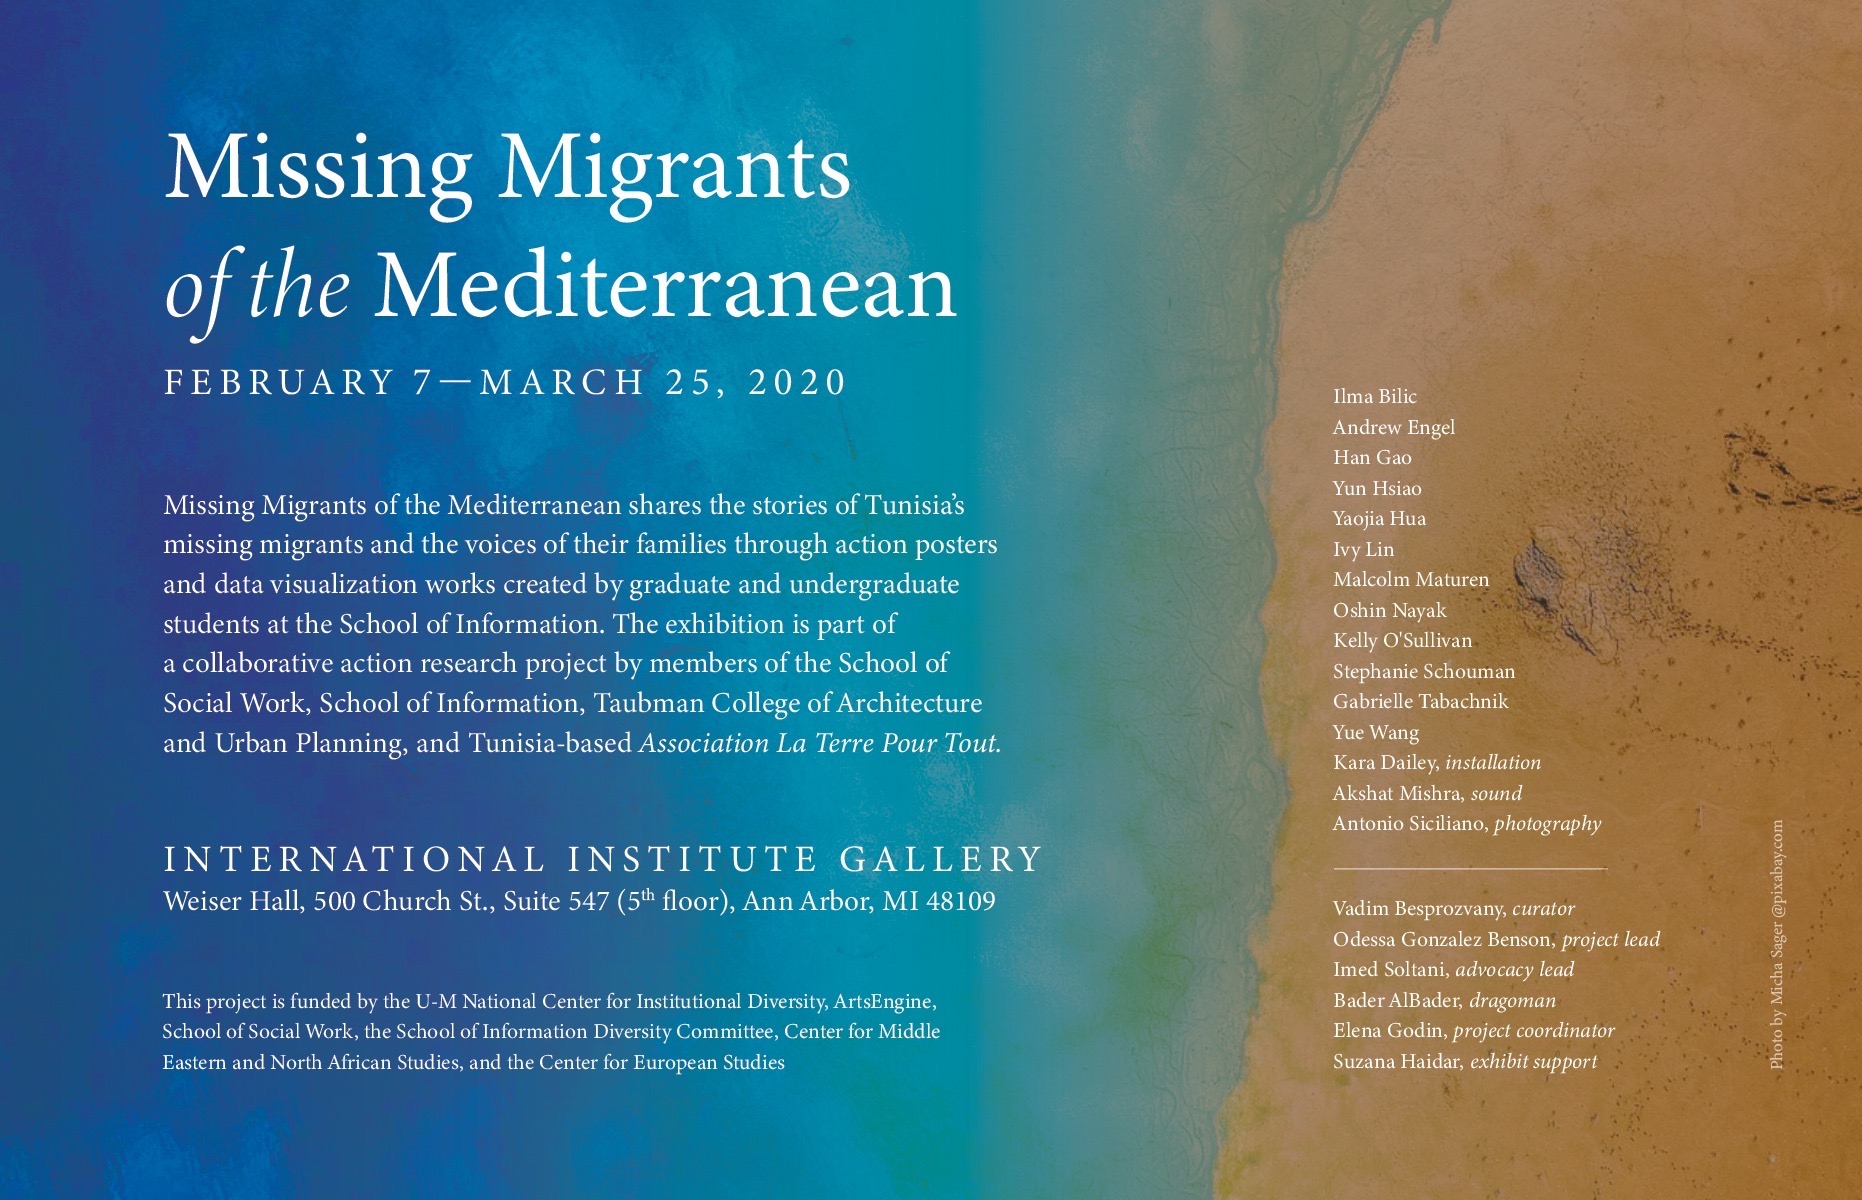 Missing Migrants
of the Mediterranean
FEBRUARY 7—MARCH 25, 2020
Missing Migrants of the Mediterranean shares the stories of Tunisia’s
missing migrants and the voices of their families through action posters
and data visualization works created by graduate and undergraduate
students at the School of Information. The exhibition is part of
a collaborative action research project by members of the School of
Social Work, School of Information, Taubman College of Architecture
and Urban Planning, and Tunisia-based Association La Terre Pour Tout.
INTERNATIONAL INSTITUTE GALLERY
Weiser Hall, 500 Church St., Suite 547 (5th floor), Ann Arbor, MI 48109
This project is funded by the U-M National Center for Institutional Diversity, ArtsEngine,
School of Social Work, the School of Information Diversity Committee, Center for Middle
Eastern and North African Studies, and the Center for European Studies
Ilma Bilic
Andrew Engel
Han Gao
Yun Hsiao
Yaojia Hua
Ivy Lin
Malcolm Maturen
Oshin Nayak
Kelly O'Sullivan
Stephanie Schouman
Gabrielle Tabachnik
Yue Wang
Kara Dailey, installation
Akshat Mishra, sound
Antonio Siciliano, photography
Vadim Besprozvany, curator
Odessa Gonzalez Benson, project lead
Imed Soltani, advocacy lead
Bader AlBader, dragoman
Elena Godin, project coordinator
Suzana Haidar, exhibit support
Photo by Micha Sager @pixabay.com